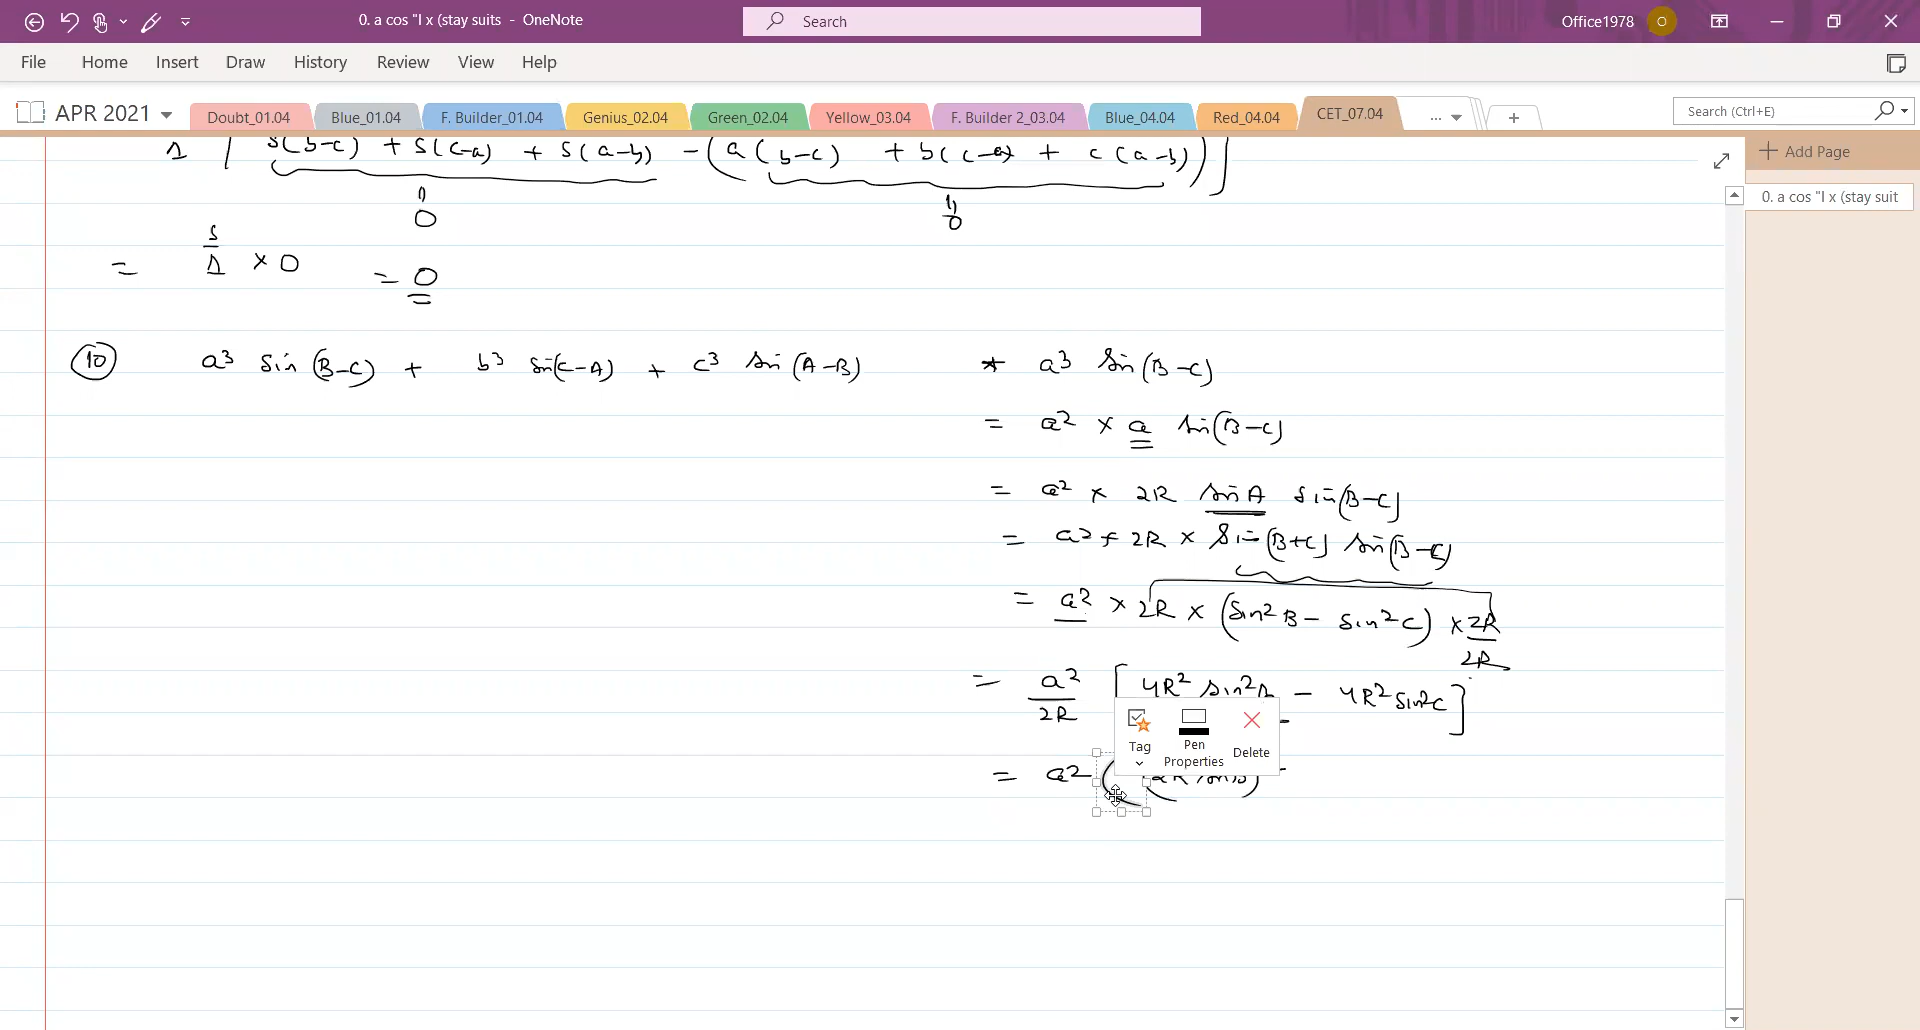 0. a cos "I x (stay suits - OneNote
Search
Office1978
O
File Home Insert Draw History Review View Help
APR 2021
Doubt_01.04 Blue_01.04 F. Builder_01.04 Genius_02.04 Green_02.04 Yellow_03.04 F. Builder 2_03.04 Blue_04.04 Red_04.04 CET_07.04 ... +
Search (Ctrl+E)
Add Page
0. a cos "I x (stay suit
s(b-c) + s(c-a) + s(a-b) - (a(b-c) + b(c-a) + c(a-b))]
0 0
= × 0 = 0
10 a³ sin(B-C) + b³ sin(C-A) + c³ sin(A-B)
* a³ sin(B-C)
= a² × a sin(B-C)
= a² × 2R sinA sin(B-C)
= a² × 2R × sin(B+C) sin(B-C)
= a² × 2R × (sin²B - sin²C) × 2R
2R
= a² [4R² sin²B - 4R² sin²C]
2R
= a² ((2R sinB)
Tag
Pen Properties
Delete